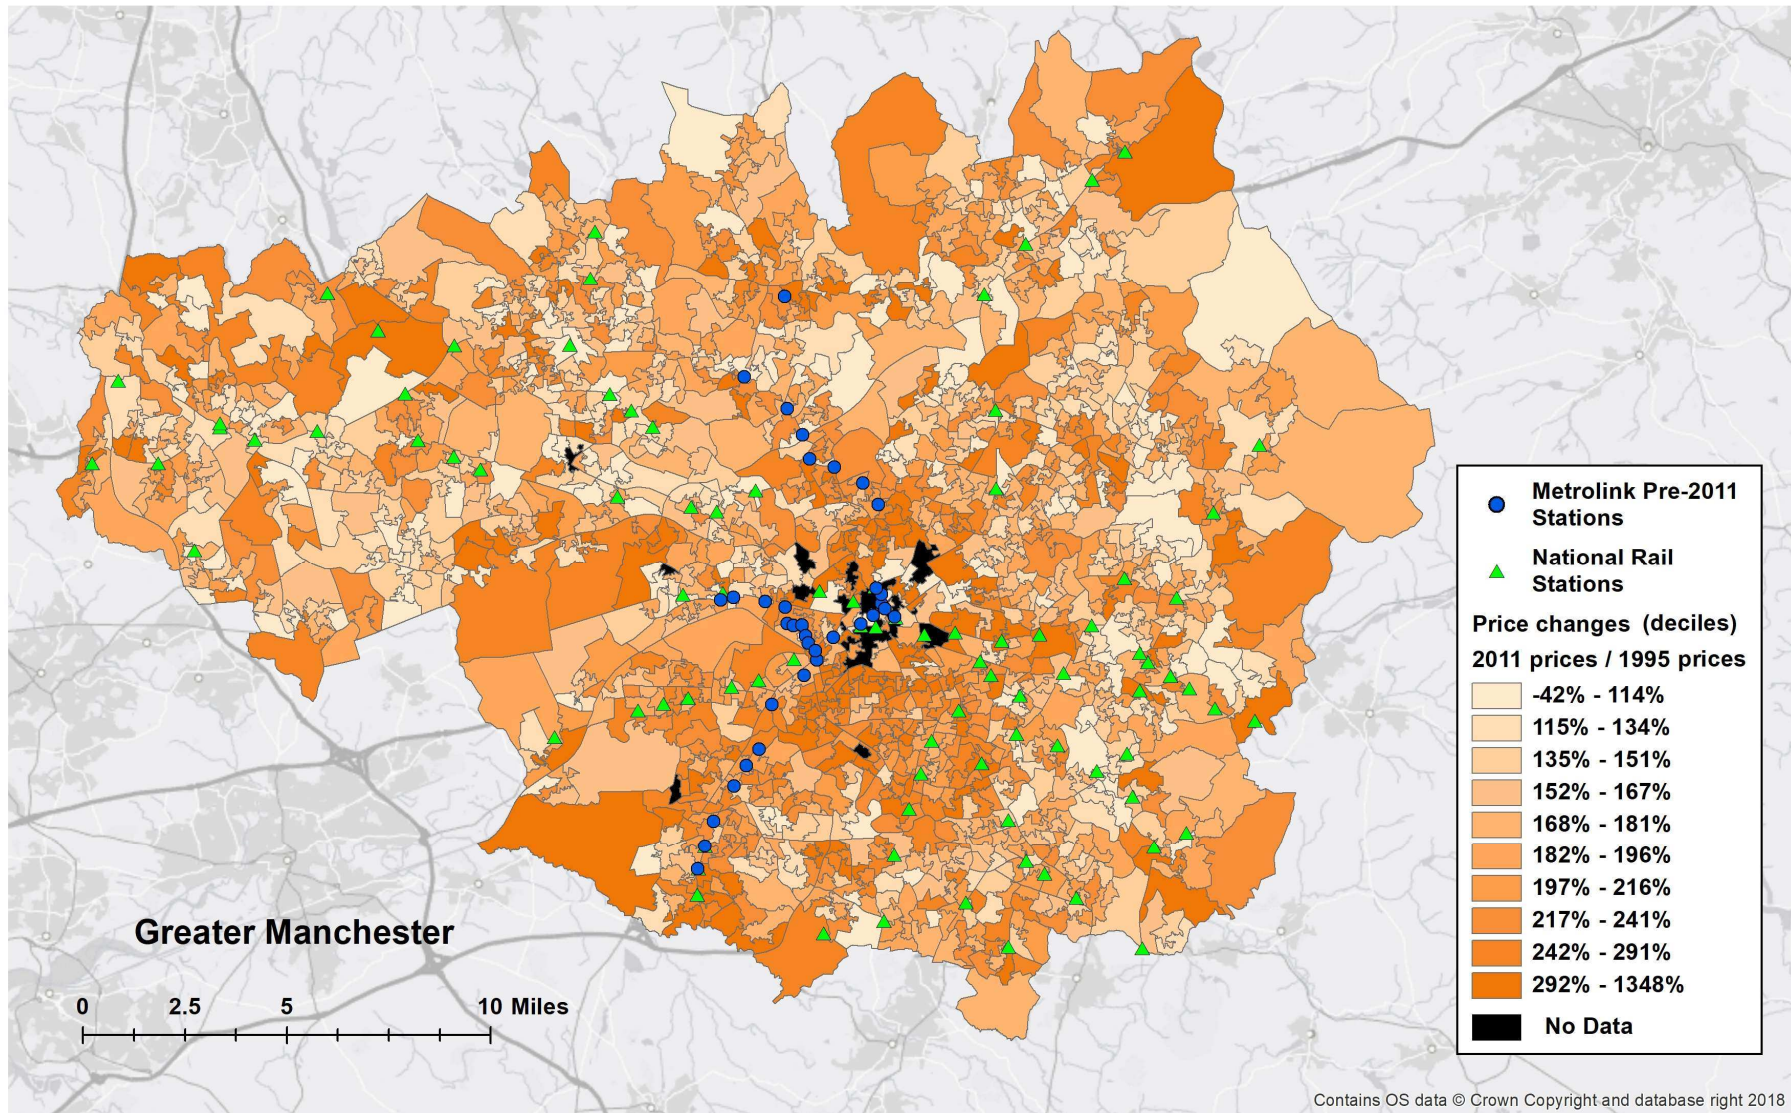 Metrolink Pre-2011
Stations
National Rail
Stations
Price changes (deciles)
2011 prices / 1995 prices
-42% - 114%
115% - 134%
135% - 151%
152% - 167%
168% - 181%
182% - 196%
197% - 216%
217% - 241%
242% - 291%
292% - 1348%
No Data
Greater Manchester
0 2.5 5 10 Miles
Contains OS data © Crown Copyright and database right 2018